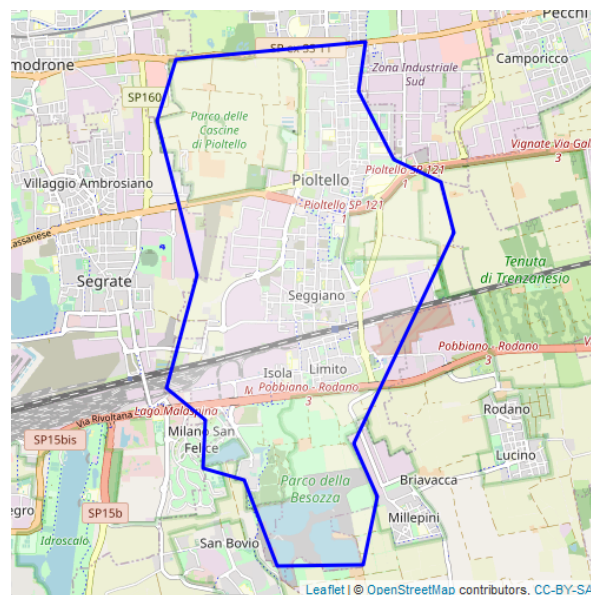 Pecchi
SP ex SS 11
modrone
Camporicco
Zona Industriale
Sud
SP160
Parco delle
Cascine
di Pioltello
Vignate Via Gal
3
Pioltello SP 121
1
Villaggio Ambrosiano
Pioltello
Pioltello SP 121
1
assanese
Tenuta
di Trenzanesio
Segrate
Seggiano
Pobbiano - Rodano
3
Isola
Limito
Pobbiano - Rodano
3
Lago Malaspina
Via Rivoltana
Rodano
Milano San
Felice
SP15bis
Lucino
Parco della
Besozza
Briavacca
egro
SP15b
Millepini
Idroscalo
San Bovio
Leaflet | © OpenStreetMap contributors, CC-BY-SA